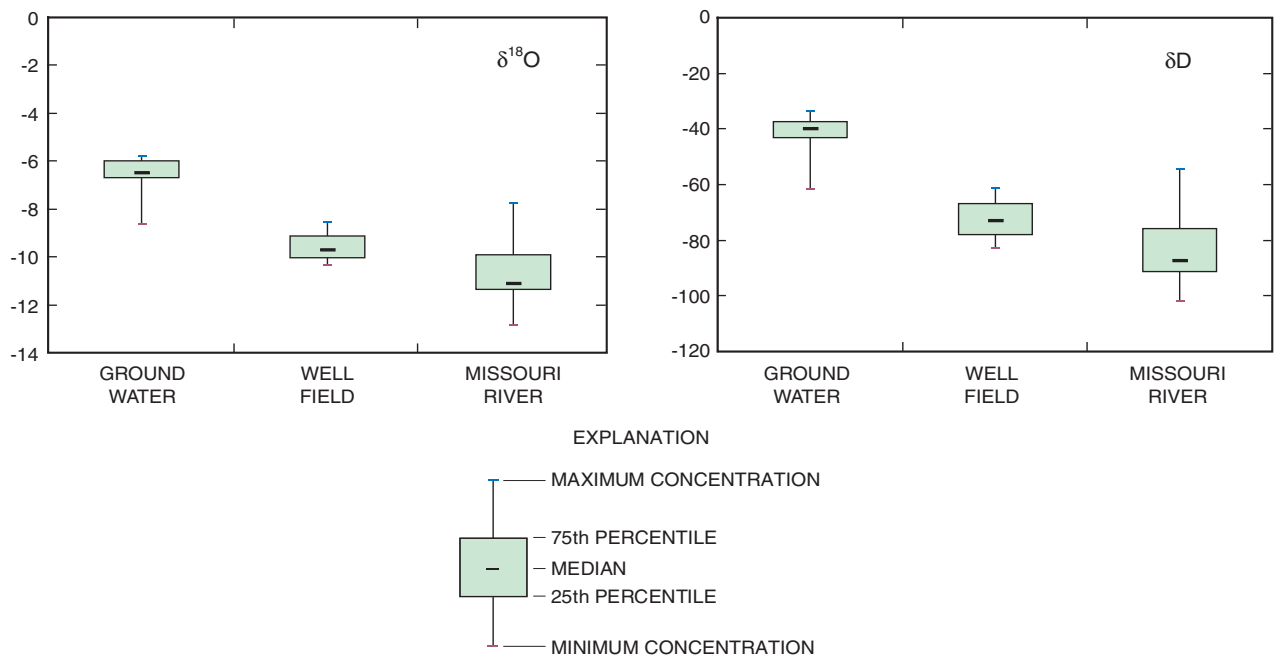 0
-2
-4
-6
-8
-10
-12
-14
δ18O
GROUND WATER
WELL FIELD
MISSOURI RIVER
0
-20
-40
-60
-80
-100
-120
δD
GROUND WATER
WELL FIELD
MISSOURI RIVER
EXPLANATION
MAXIMUM CONCENTRATION
75th PERCENTILE
MEDIAN
25th PERCENTILE
MINIMUM CONCENTRATION